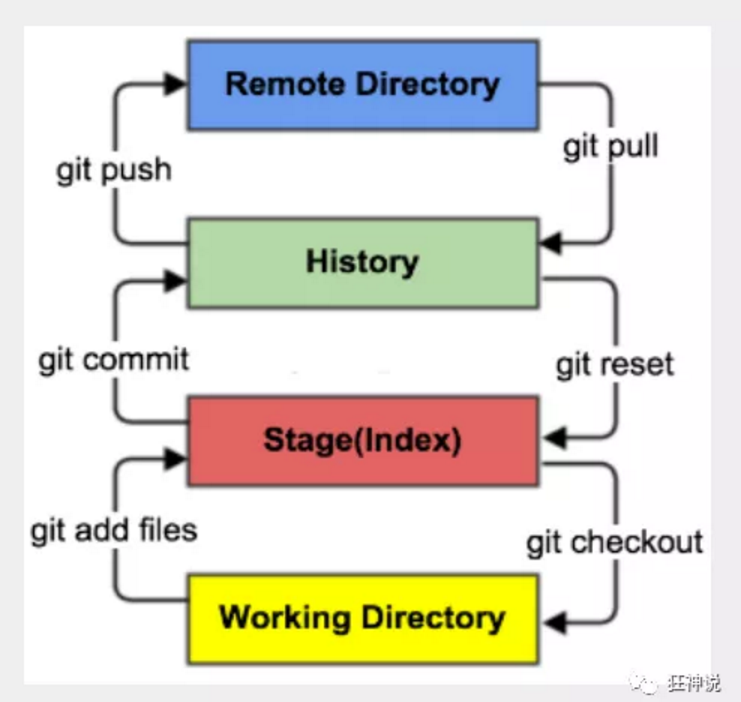 Remote Directory
git push
git pull
History
git commit
git reset
Stage(Index)
git add files
git checkout
Working Directory
狂神说